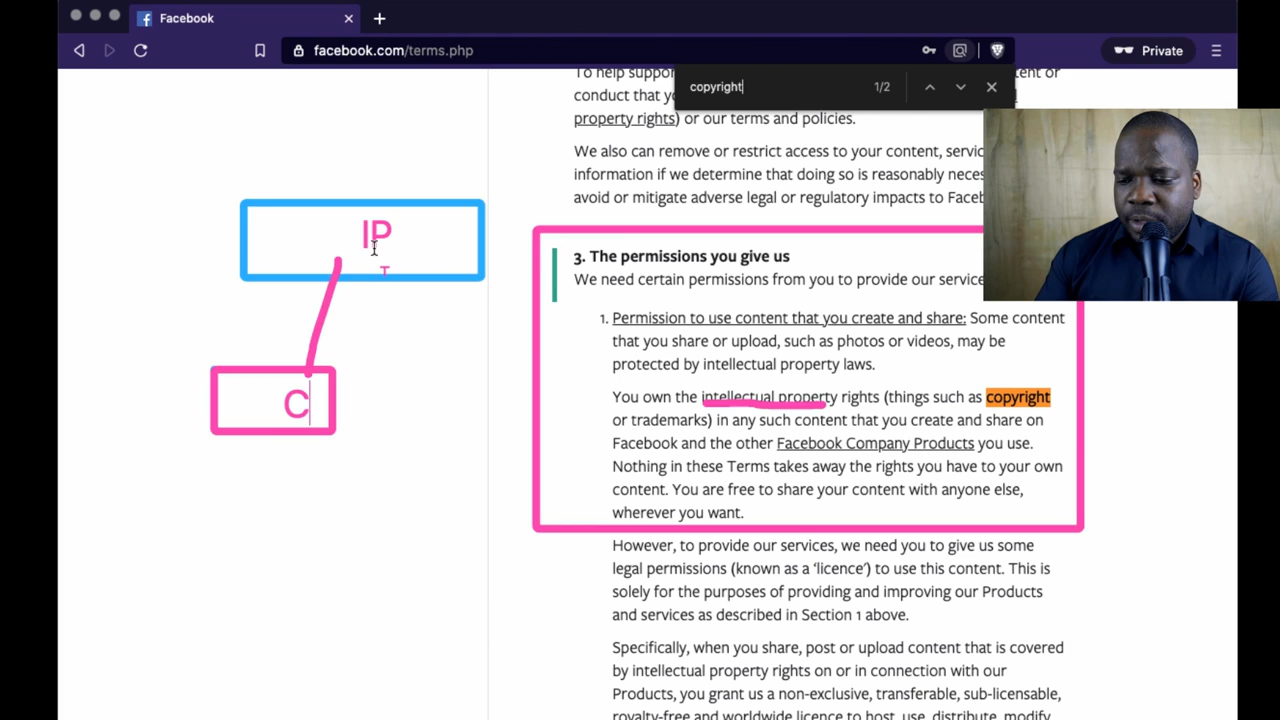 Facebook
facebook.com/terms.php
Private
copyright
1/2
To help suppor
conduct that yo
property rights) or our terms and policies.
We also can remove or restrict access to your content, servic
information if we determine that doing so is reasonably neces
avoid or mitigate adverse legal or regulatory impacts to Faceb
IP
T
C
3. The permissions you give us
We need certain permissions from you to provide our service
1. Permission to use content that you create and share: Some content
that you share or upload, such as photos or videos, may be
protected by intellectual property laws.
You own the intellectual property rights (things such as copyright
or trademarks) in any such content that you create and share on
Facebook and the other Facebook Company Products you use.
Nothing in these Terms takes away the rights you have to your own
content. You are free to share your content with anyone else,
wherever you want.
However, to provide our services, we need you to give us some
legal permissions (known as a ‘licence’) to use this content. This is
solely for the purposes of providing and improving our Products
and services as described in Section 1 above.
Specifically, when you share, post or upload content that is covered
by intellectual property rights on or in connection with our
Products, you grant us a non-exclusive, transferable, sub-licensable,
royalty-free and worldwide licence to host, use, distribute, modify,